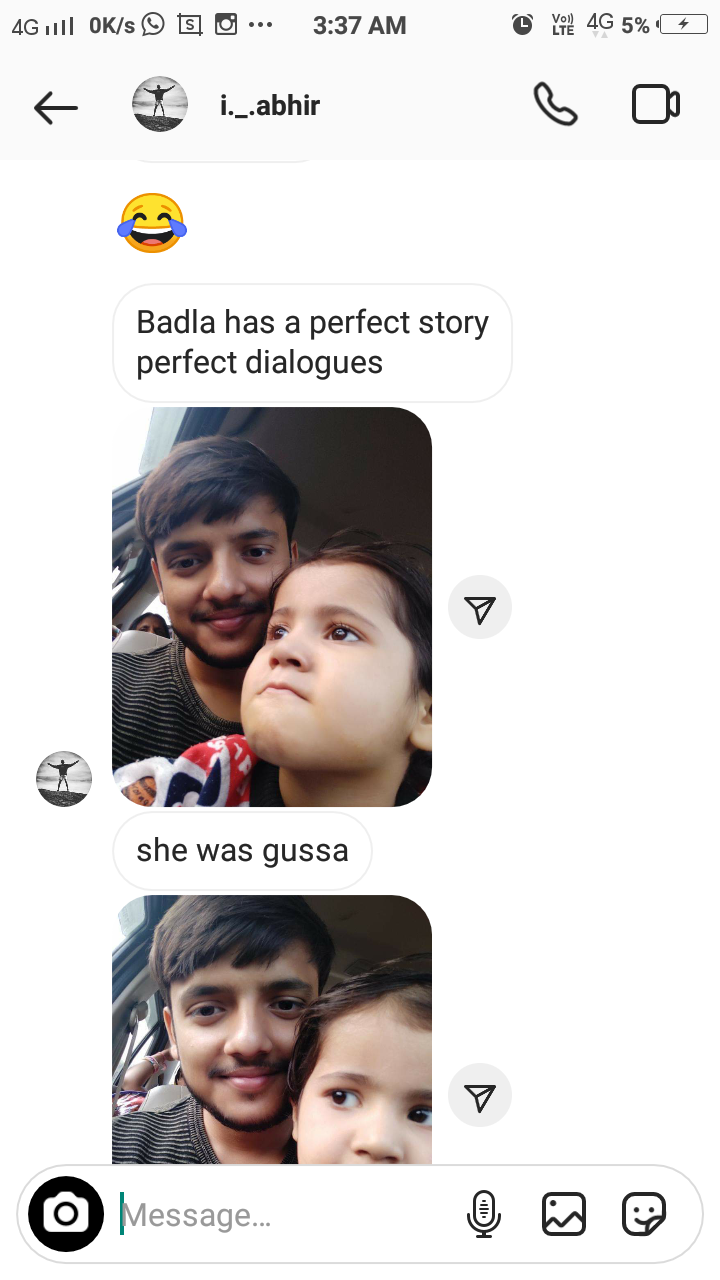 4G 0K/s S 3:37 AM Vo)) LTE 4G 5%
i._.abhir
Badla has a perfect story
perfect dialogues
she was gussa
Message...